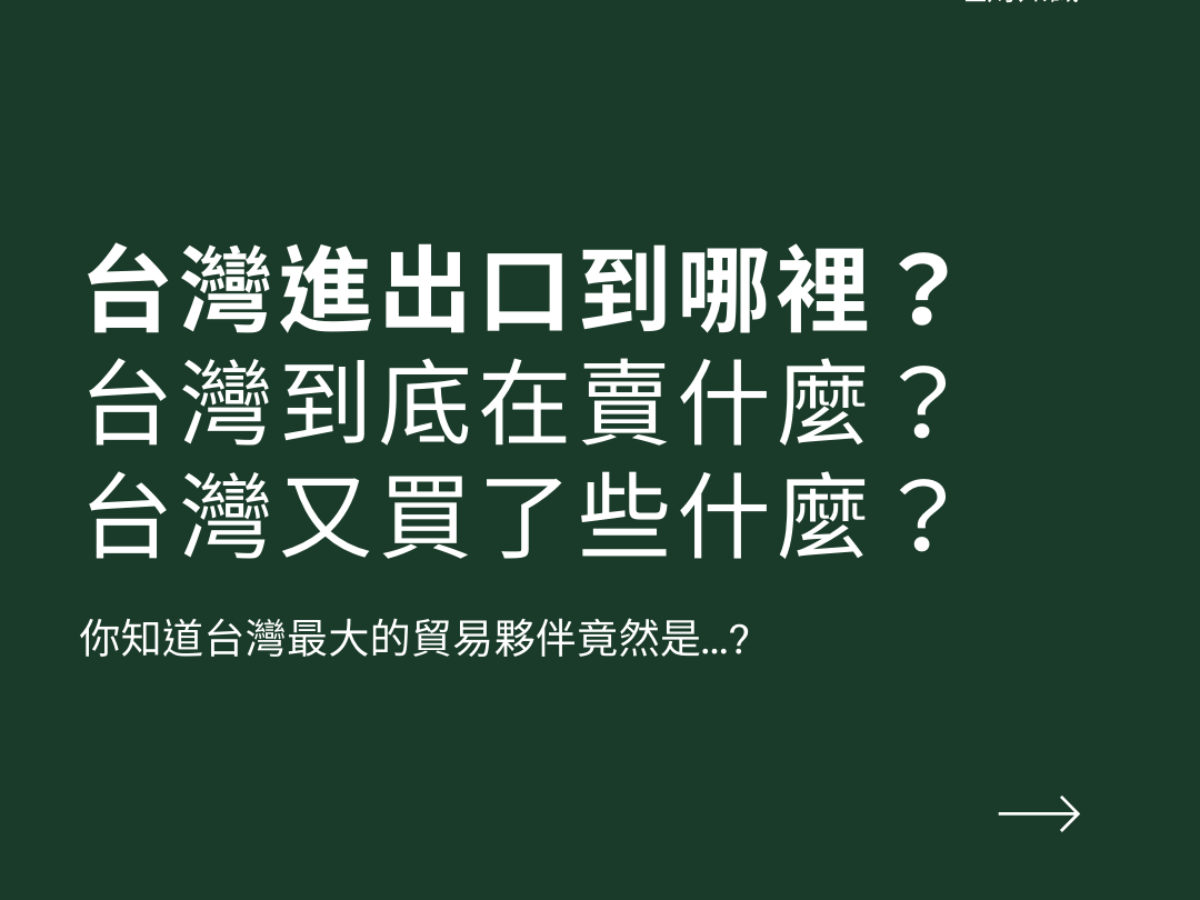 台灣進出口到哪裡？
台灣到底在賣什麼？
台灣又買了些什麼？
你知道台灣最大的貿易夥伴竟然是...?